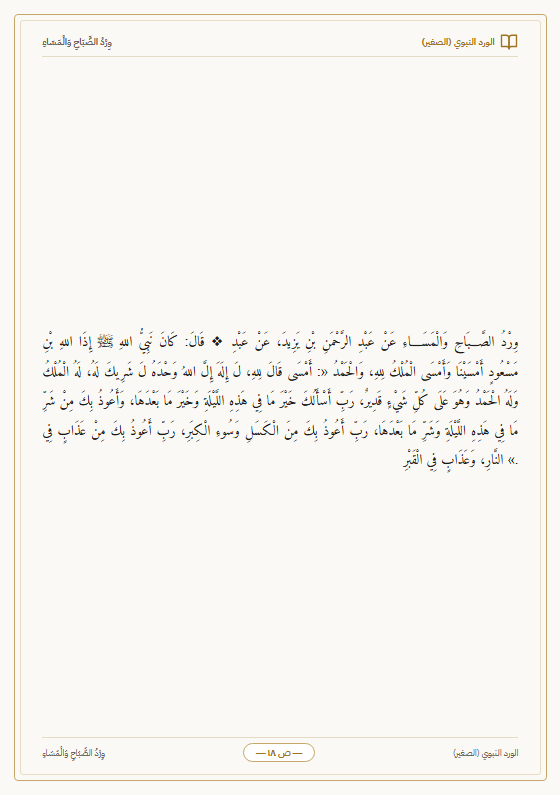 الورد النبوي (الصغير)
وِرْدُ الصَّبَاحِ وَالْمَسَاءِ
وِرْدُ الصَّبَاحِ وَالْمَسَاءِ عَنْ عَبْدِ الرَّحْمَنِ بْنِ يَزِيدَ، عَنْ عَبْدِ ❖ قَالَ: كَانَ نَبِيُّ اللهِ ﷺ إِذَا اللهِ بْنِ
مَسْعُودٍ أَمْسَيْنَا وَأَمْسَى الْمُلْكُ لِلهِ، وَالْحَمْدُ «: أَمْسَى قَالَ لِلهِ، لَ إِلَهَ إِلَّ اللهُ وَحْدَهُ لَ شَرِيكَ لَهُ، لَهُ الْمُلْكُ
وَلَهُ الْحَمْدُ وَهُوَ عَلَى كُلِّ شَيْءٍ قَدِيرٌ، رَبِّ أَسْأَلُكَ خَيْرَ مَا فِي هَذِهِ اللَّيْلَةِ وَخَيْرَ مَا بَعْدَهَا، وَأَعُوذُ بِكَ مِنْ شَرِّ
مَا فِي هَذِهِ اللَّيْلَةِ وَشَرِّ مَا بَعْدَهَا، رَبِّ أَعُوذُ بِكَ مِنَ الْكَسَلِ وَسُوءِ الْكِبَرِ، رَبِّ أَعُوذُ بِكَ مِنْ عَذَابٍ فِي
.» النَّارِ، وَعَذَابٍ فِي الْقَبْرِ
الورد النبوي (الصغير)
— ص ١٨ —
وِرْدُ الصَّبَاحِ وَالْمَسَاءِ